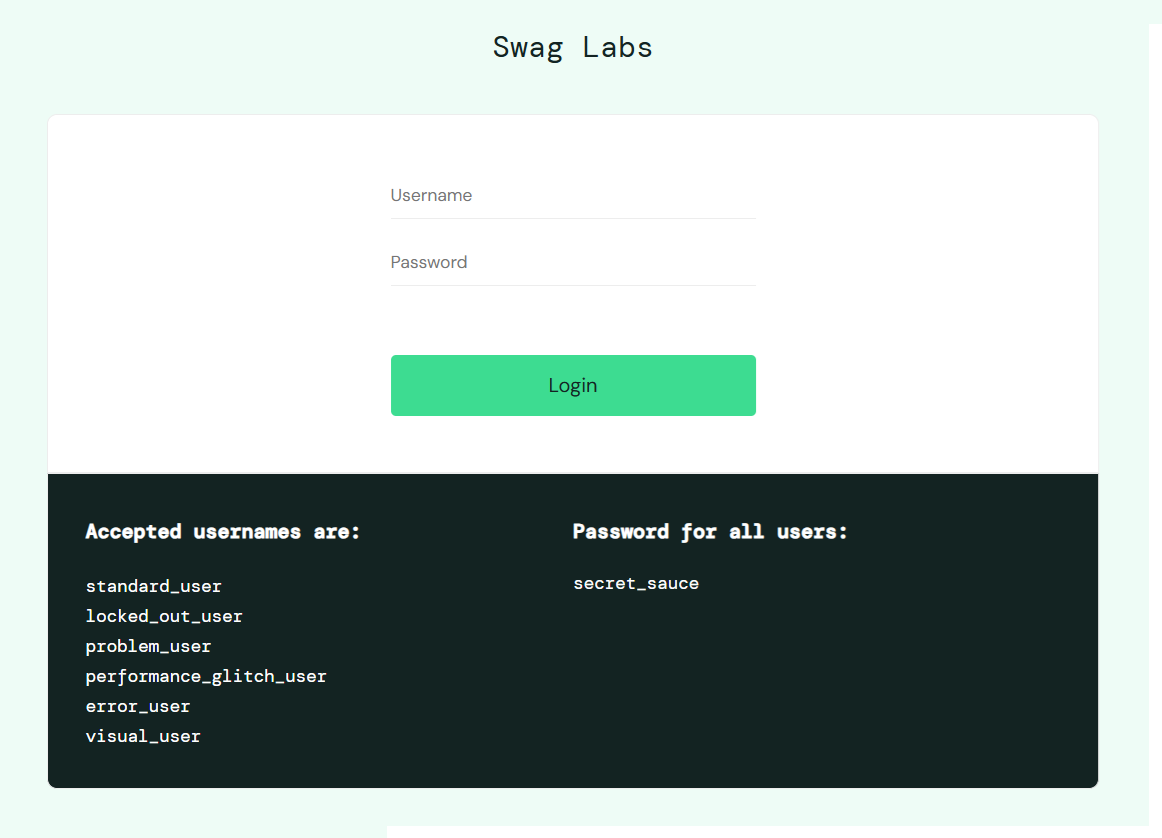 Swag Labs
Username
Password
Login
Accepted usernames are:
standard_user
locked_out_user
problem_user
performance_glitch_user
error_user
visual_user
Password for all users:
secret_sauce